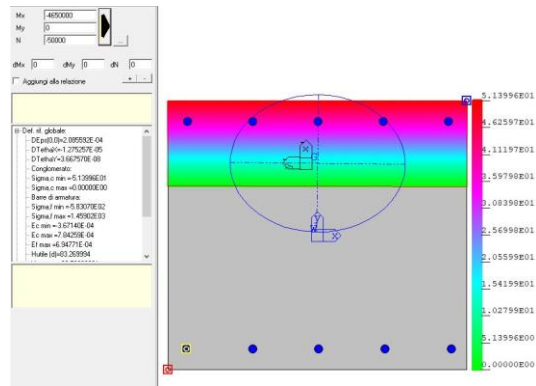 Mx -4650000
My 0
N -50000
...
dMx 0 dMy 0 dN 0
Aggiungi alla relazione + -
Def. ril. globale:
DEps(0,0)=2.085592E-04
DTethaX=-1.275257E-05
DTethaY=3.667570E-08
Conglomerato:
Sigma,c min =-5.13996E01
Sigma,c max =0.00000E00
Barre di armatura:
Sigma,f min =-5.83070E02
Sigma,f max =1.45902E03
Ec min =-3.67140E-04
Ec max =7.84259E-04
Ef max =6.94771E-04
Hutile (d)=83.269994
5.13996E01
4.62597E01
4.11197E01
3.59798E01
3.08398E01
2.56998E01
2.05599E01
1.54199E01
1.02799E01
5.13996E00
0.00000E00
X
y
X